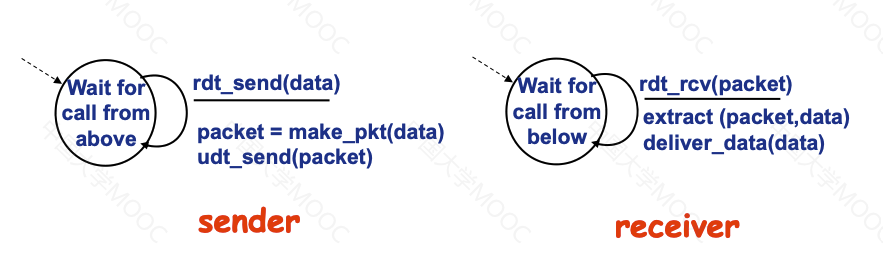 Wait for
call from
above
rdt_send(data)
packet = make_pkt(data)
udt_send(packet)
sender
Wait for
call from
below
rdt_rcv(packet)
extract (packet,data)
deliver_data(data)
receiver
中国大学MOOC